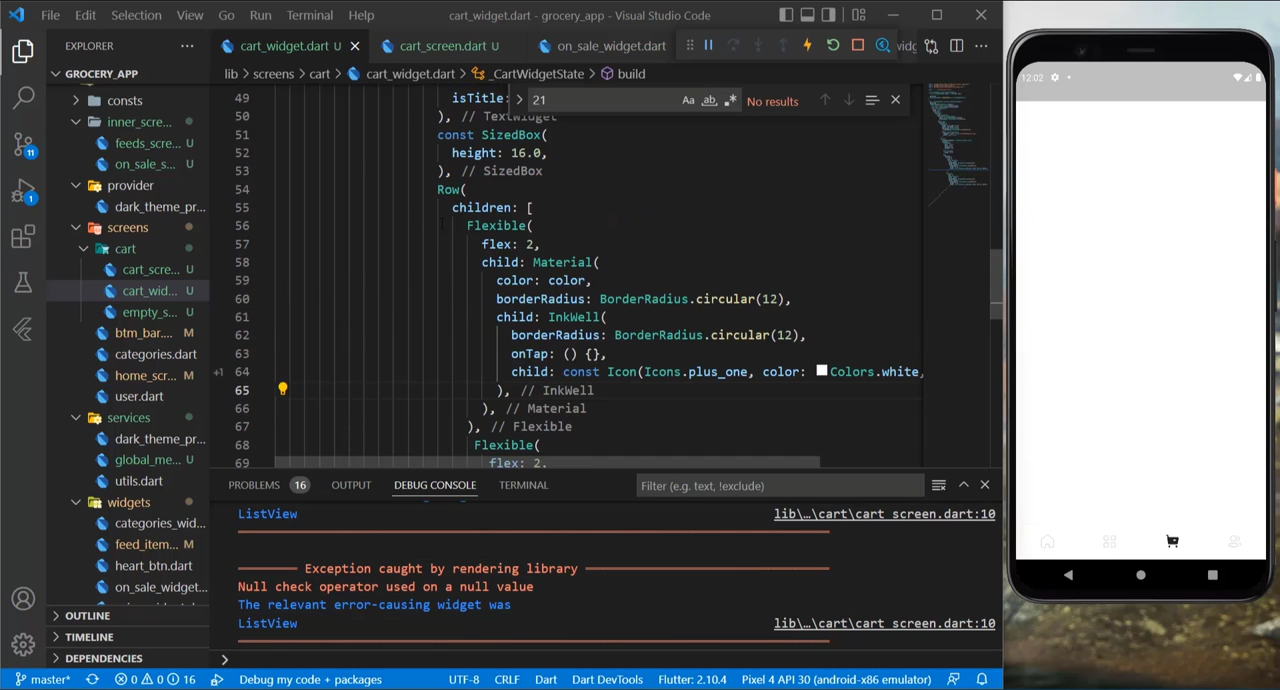 File Edit Selection View Go Run Terminal Help
cart_widget.dart - grocery_app - Visual Studio Code
EXPLORER
cart_widget.dart U
cart_screen.dart U
on_sale_widget.dart
GROCERY_APP
lib > screens > cart > cart_widget.dart > _CartWidgetState > build
consts
inner_scre...
feeds_scre... U
on_sale_s... U
provider
dark_theme_pr...
screens
cart
cart_scre... U
cart_wid... U
empty_s... U
btm_bar.... M
categories.dart
home_scr... M
user.dart
services
dark_theme_pr...
global_me... U
utils.dart
widgets
categories_wid...
feed_item... M
heart_btn.dart
on_sale_widget...
OUTLINE
TIMELINE
DEPENDENCIES
11
1
21
Aa ab
No results
49 isTitle:
50 ), // TextWidget
51 const SizedBox(
52 height: 16.0,
53 ), // SizedBox
54 Row(
55 children: [
56 Flexible(
57 flex: 2,
58 child: Material(
59 color: color,
60 borderRadius: BorderRadius.circular(12),
61 child: InkWell(
62 borderRadius: BorderRadius.circular(12),
63 onTap: () {},
+1 64 child: const Icon(Icons.plus_one, color: Colors.white,
65 ), // InkWell
66 ), // Material
67 ), // Flexible
68 Flexible(
69 flex: 2,
PROBLEMS 16 OUTPUT DEBUG CONSOLE TERMINAL
Filter (e.g. text, !exclude)
ListView lib\...\cart\cart_screen.dart:10
Exception caught by rendering library
Null check operator used on a null value
The relevant error-causing widget was
ListView lib\...\cart\cart_screen.dart:10
master* 0 0 16 Debug my code + packages UTF-8 CRLF Dart Dart DevTools Flutter: 2.10.4 Pixel 4 API 30 (android-x86 emulator)
12:02